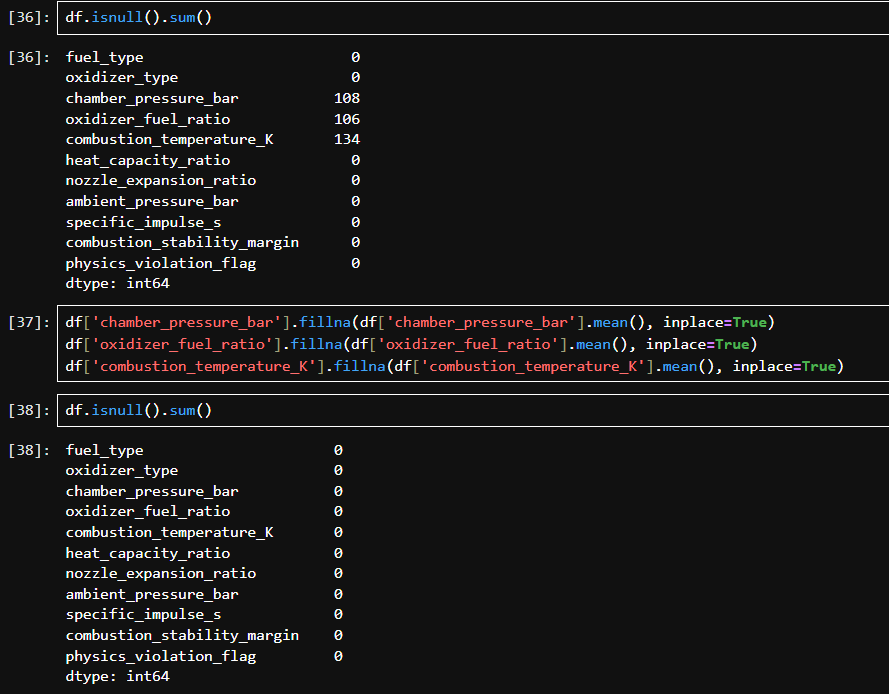 [36]: df.isnull().sum()
[36]: fuel_type 0
oxidizer_type 0
chamber_pressure_bar 108
oxidizer_fuel_ratio 106
combustion_temperature_K 134
heat_capacity_ratio 0
nozzle_expansion_ratio 0
ambient_pressure_bar 0
specific_impulse_s 0
combustion_stability_margin 0
physics_violation_flag 0
dtype: int64
[37]: df['chamber_pressure_bar'].fillna(df['chamber_pressure_bar'].mean(), inplace=True)
df['oxidizer_fuel_ratio'].fillna(df['oxidizer_fuel_ratio'].mean(), inplace=True)
df['combustion_temperature_K'].fillna(df['combustion_temperature_K'].mean(), inplace=True)
[38]: df.isnull().sum()
[38]: fuel_type 0
oxidizer_type 0
chamber_pressure_bar 0
oxidizer_fuel_ratio 0
combustion_temperature_K 0
heat_capacity_ratio 0
nozzle_expansion_ratio 0
ambient_pressure_bar 0
specific_impulse_s 0
combustion_stability_margin 0
physics_violation_flag 0
dtype: int64